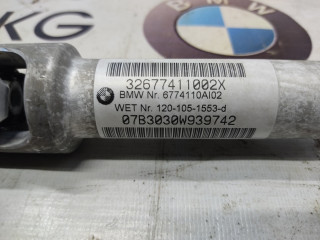 KG
32677411002X
BMW Nr. 6774110AI02
WET Nr. 120-105-1553-d
07B3030W939742